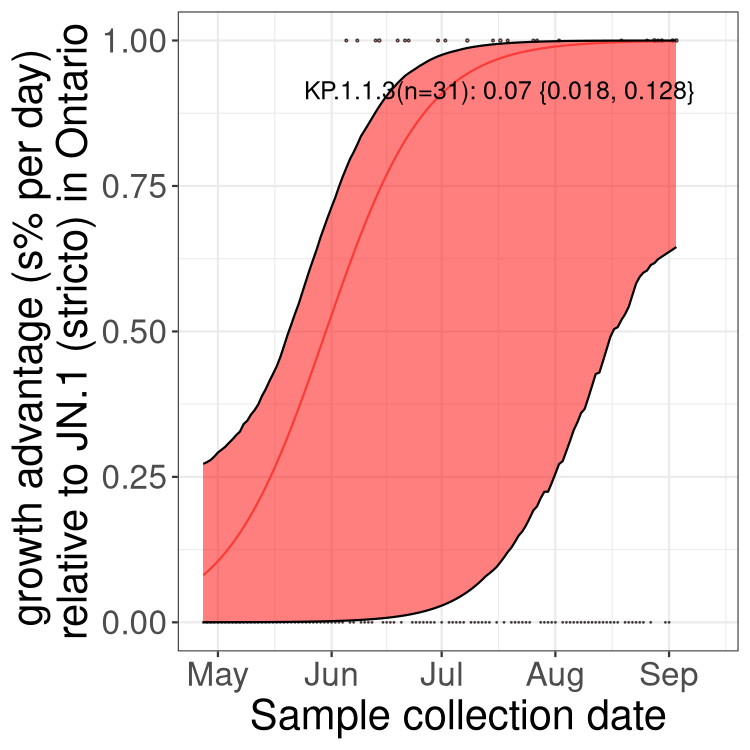 growth advantage (s% per day)
relative to JN.1 (stricto) in Ontario
1.00
0.75
0.50
0.25
0.00
KP.1.1.3(n=31): 0.07 {0.018, 0.128}
May Jun Jul Aug Sep
Sample collection date